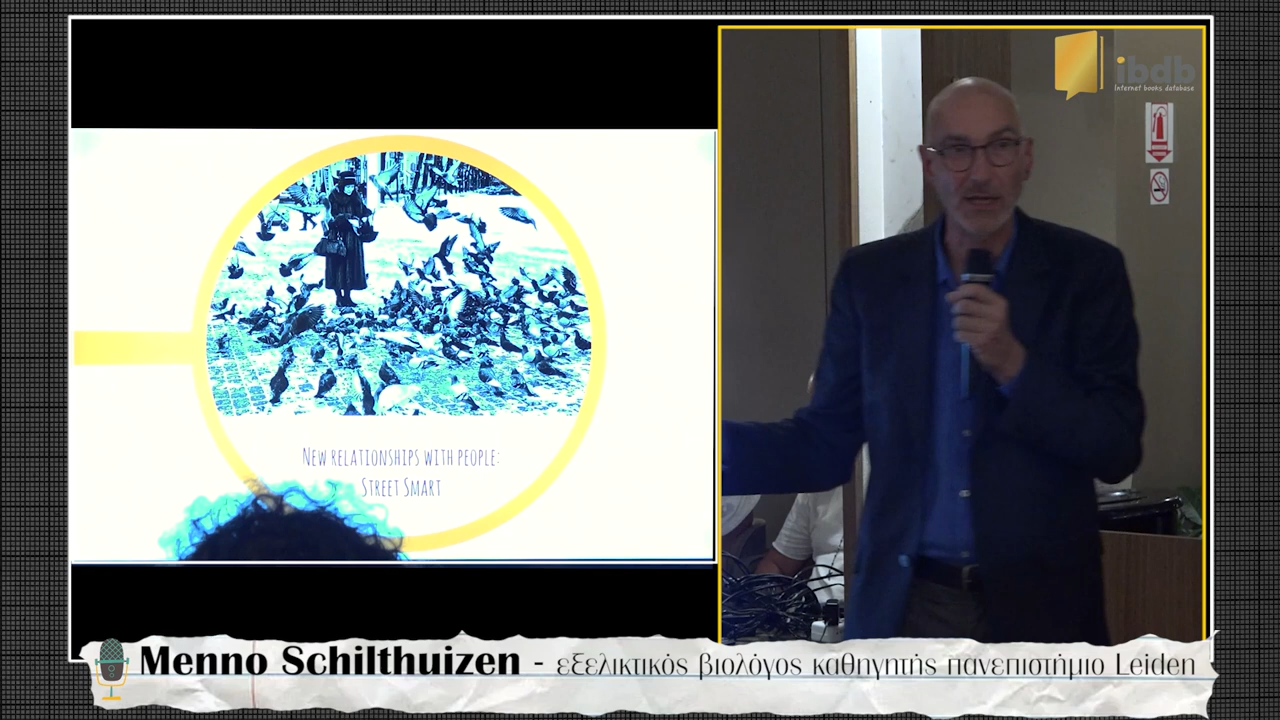 ibdb
Internet books database
New relationships with people:
Street Smart
Menno Schilthuizen - εξελικτικός βιολόγος καθηγητής πανεπιστήμιο Leiden